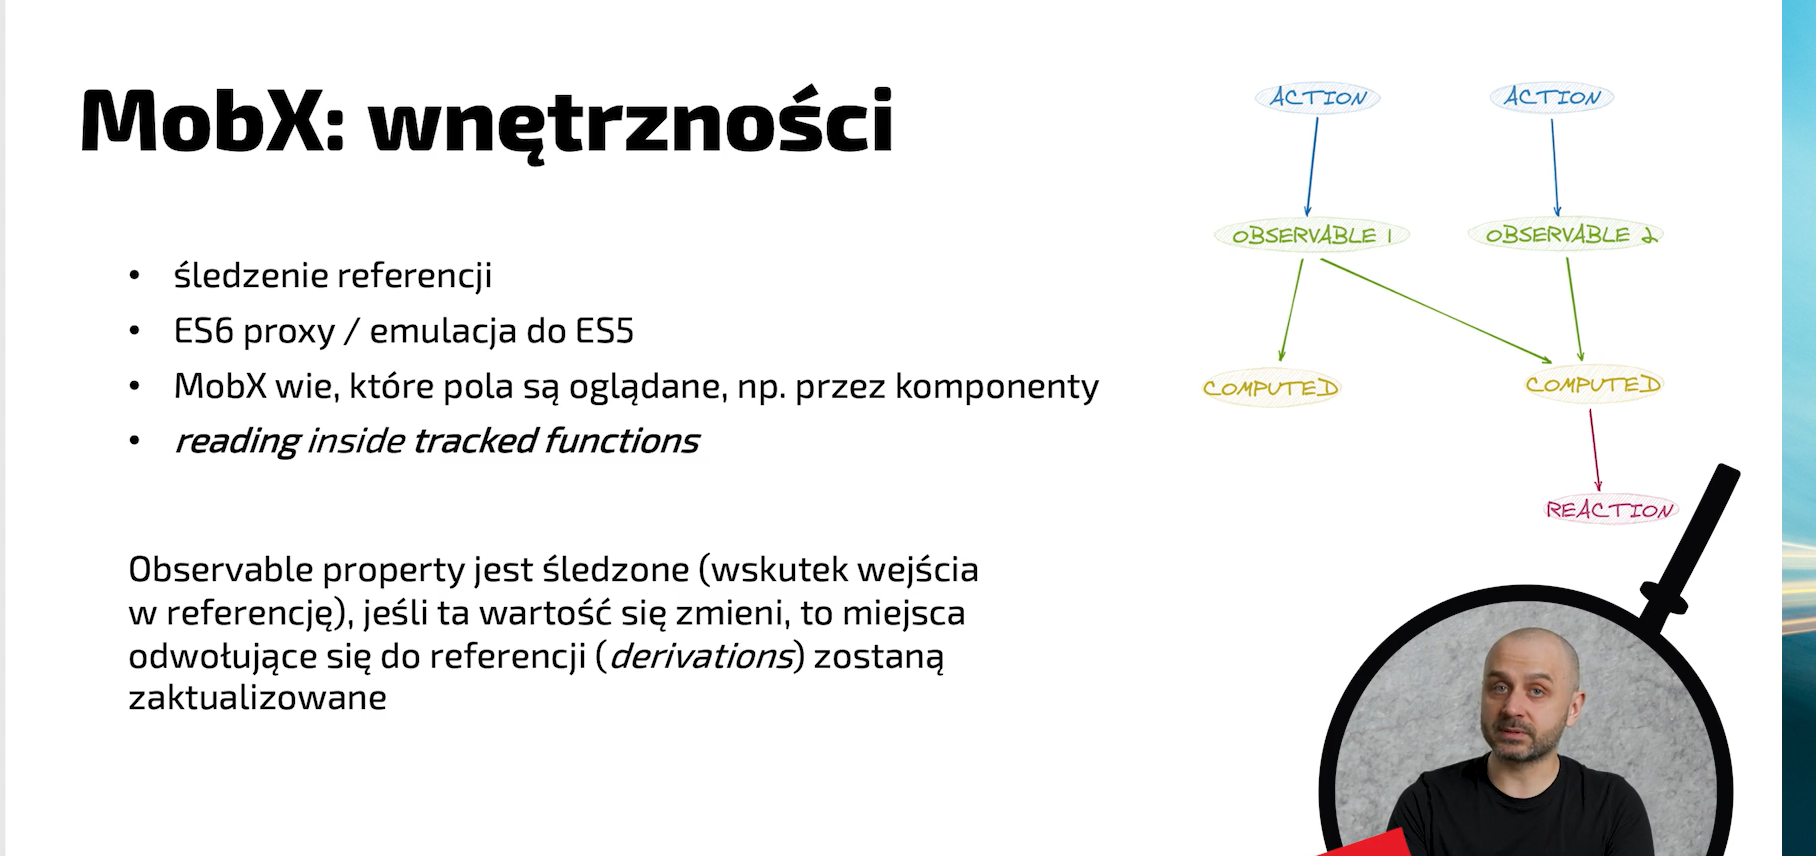 MobX: wnętrzności
• śledzenie referencji
• ES6 proxy / emulacja do ES5
• MobX wie, które pola są oglądane, np. przez komponenty
• reading inside tracked functions
Observable property jest śledzone (wskutek wejścia
w referencję), jeśli ta wartość się zmieni, to miejsca
odwołujące się do referencji (derivations) zostaną
zaktualizowane
ACTION ACTION
OBSERVABLE 1 OBSERVABLE 2
COMPUTED COMPUTED
REACTION